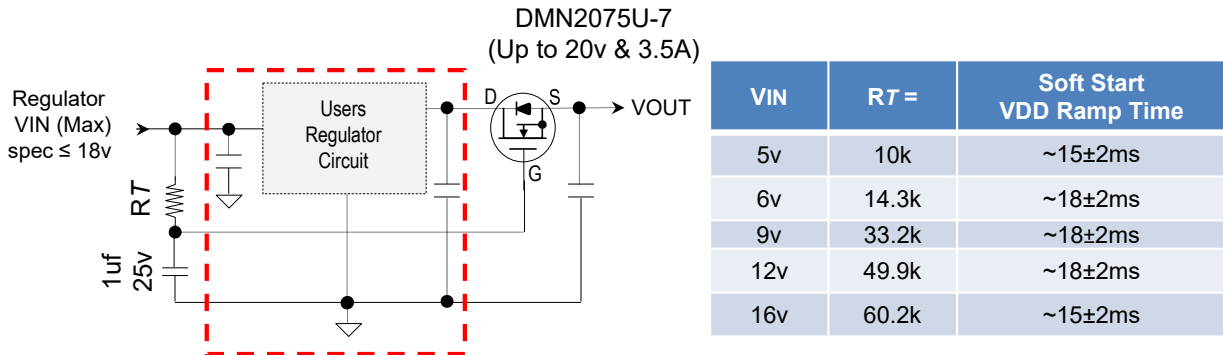 DMN2075U-7
(Up to 20v & 3.5A)
Regulator
VIN (Max)
spec ≤ 18v
Users
Regulator
Circuit
D
S
G
VOUT
RT
1uf
25v
VIN
RT =
Soft Start
VDD Ramp Time
5v
10k
~15±2ms
6v
14.3k
~18±2ms
9v
33.2k
~18±2ms
12v
49.9k
~18±2ms
16v
60.2k
~15±2ms